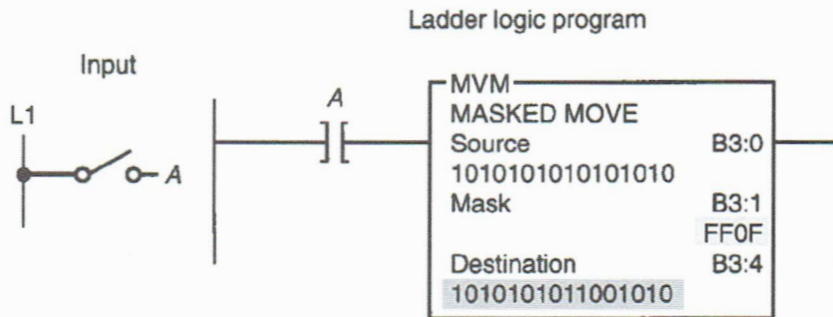 Ladder logic program
Input
L1
A
A
MVM
MASKED MOVE
Source B3:0
1010101010101010
Mask B3:1
FF0F
Destination B3:4
1010101011001010